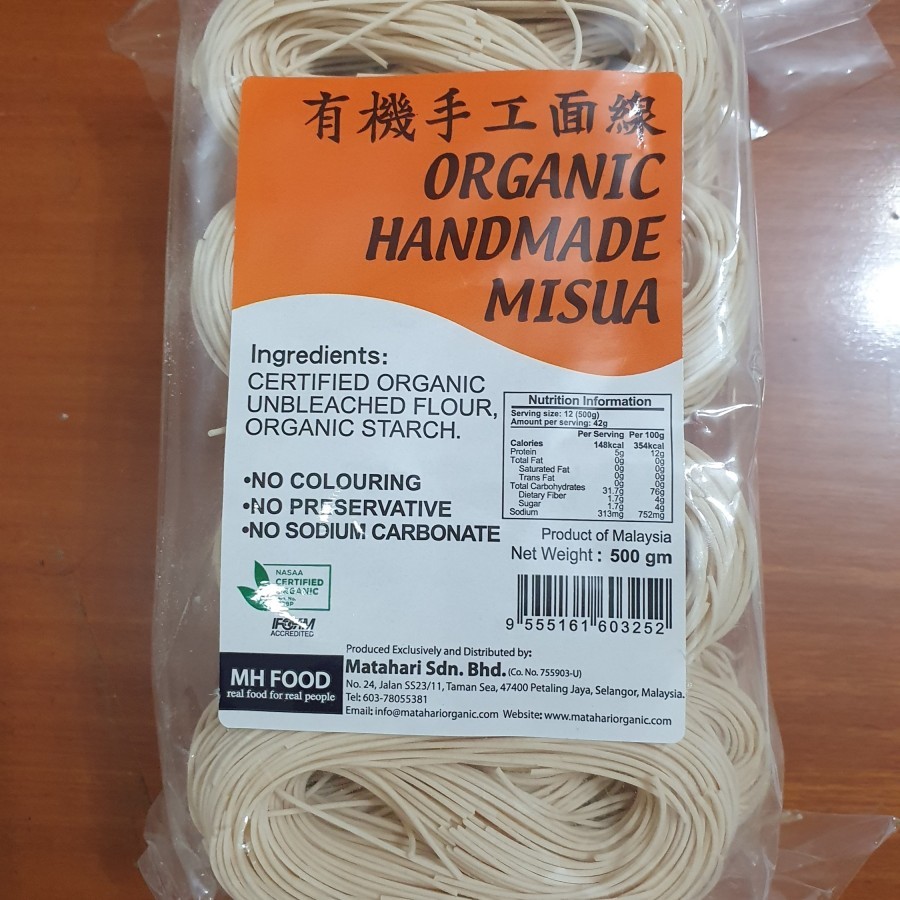 有機手工面線
ORGANIC
HANDMADE
MISUA
Ingredients:
CERTIFIED ORGANIC
UNBLEACHED FLOUR,
ORGANIC STARCH.
•NO COLOURING
•NO PRESERVATIVE
•NO SODIUM CARBONATE
Nutrition Information
Serving size: 12 (500g)
Amount per serving: 42g
Per Serving Per 100g
Calories 148kcal 354kcal
Protein 5g 12g
Total Fat 0g 0g
Saturated Fat 0g 0g
Trans Fat 0g 0g
Total Carbohydrates 31.7g 76g
Dietary Fiber 1.7g 4g
Sugar 1.7g 4g
Sodium 313mg 752mg
Product of Malaysia
Net Weight : 500 gm
9 555161 603252
NASAA
CERTIFIED
ORGANIC
IFOAM
ACCREDITED
MH FOOD
real food for real people
Produced Exclusively and Distributed by:
Matahari Sdn. Bhd. (Co. No. 755903-U)
No. 24, Jalan SS23/11, Taman Sea, 47400 Petaling Jaya, Selangor, Malaysia.
Tel: 603-78055381
Email: info@matahariorganic.com Website: www.matahariorganic.com